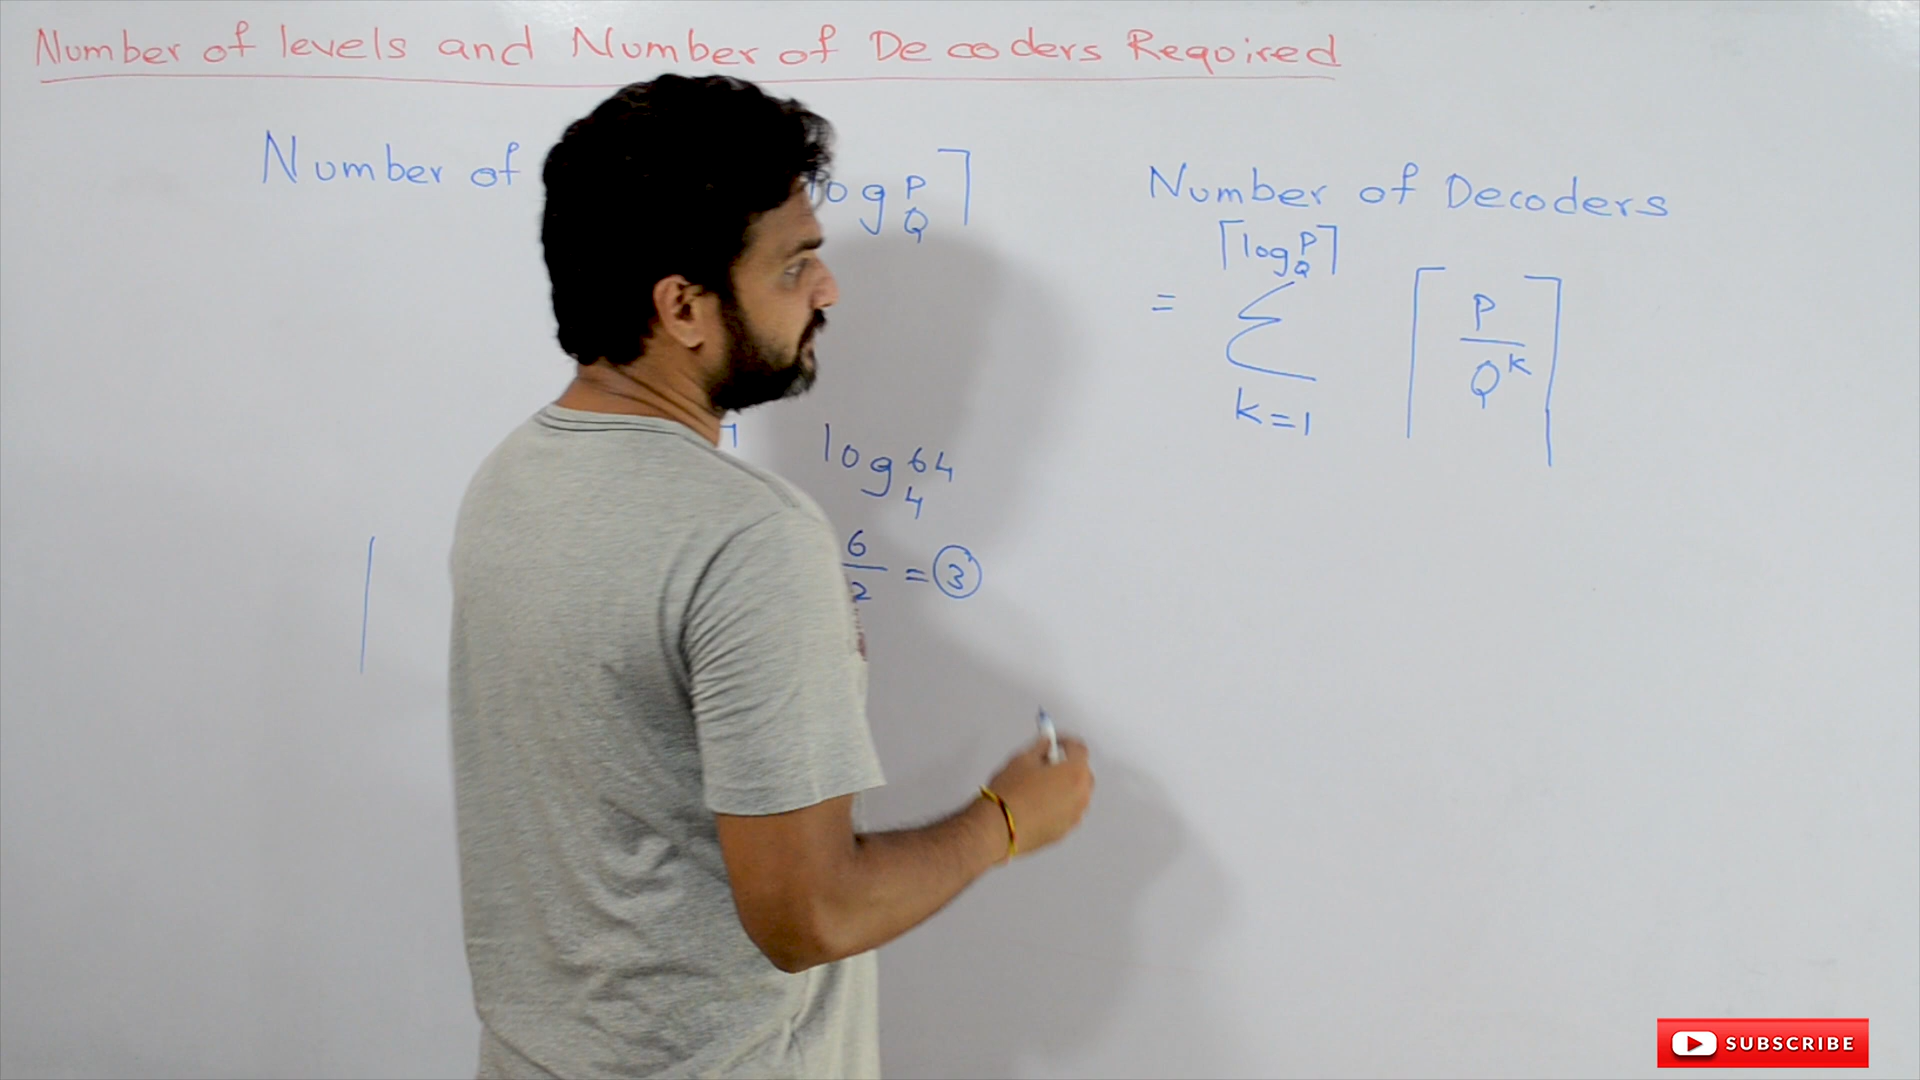 Number of levels and Number of Decoders Required
Number of
log P Q ⌉
Number of Decoders
⌈log P Q⌉
= Σ ⌈ P / Q^k ⌉
k=1
log 64 4
6 / 2 = 3
SUBSCRIBE